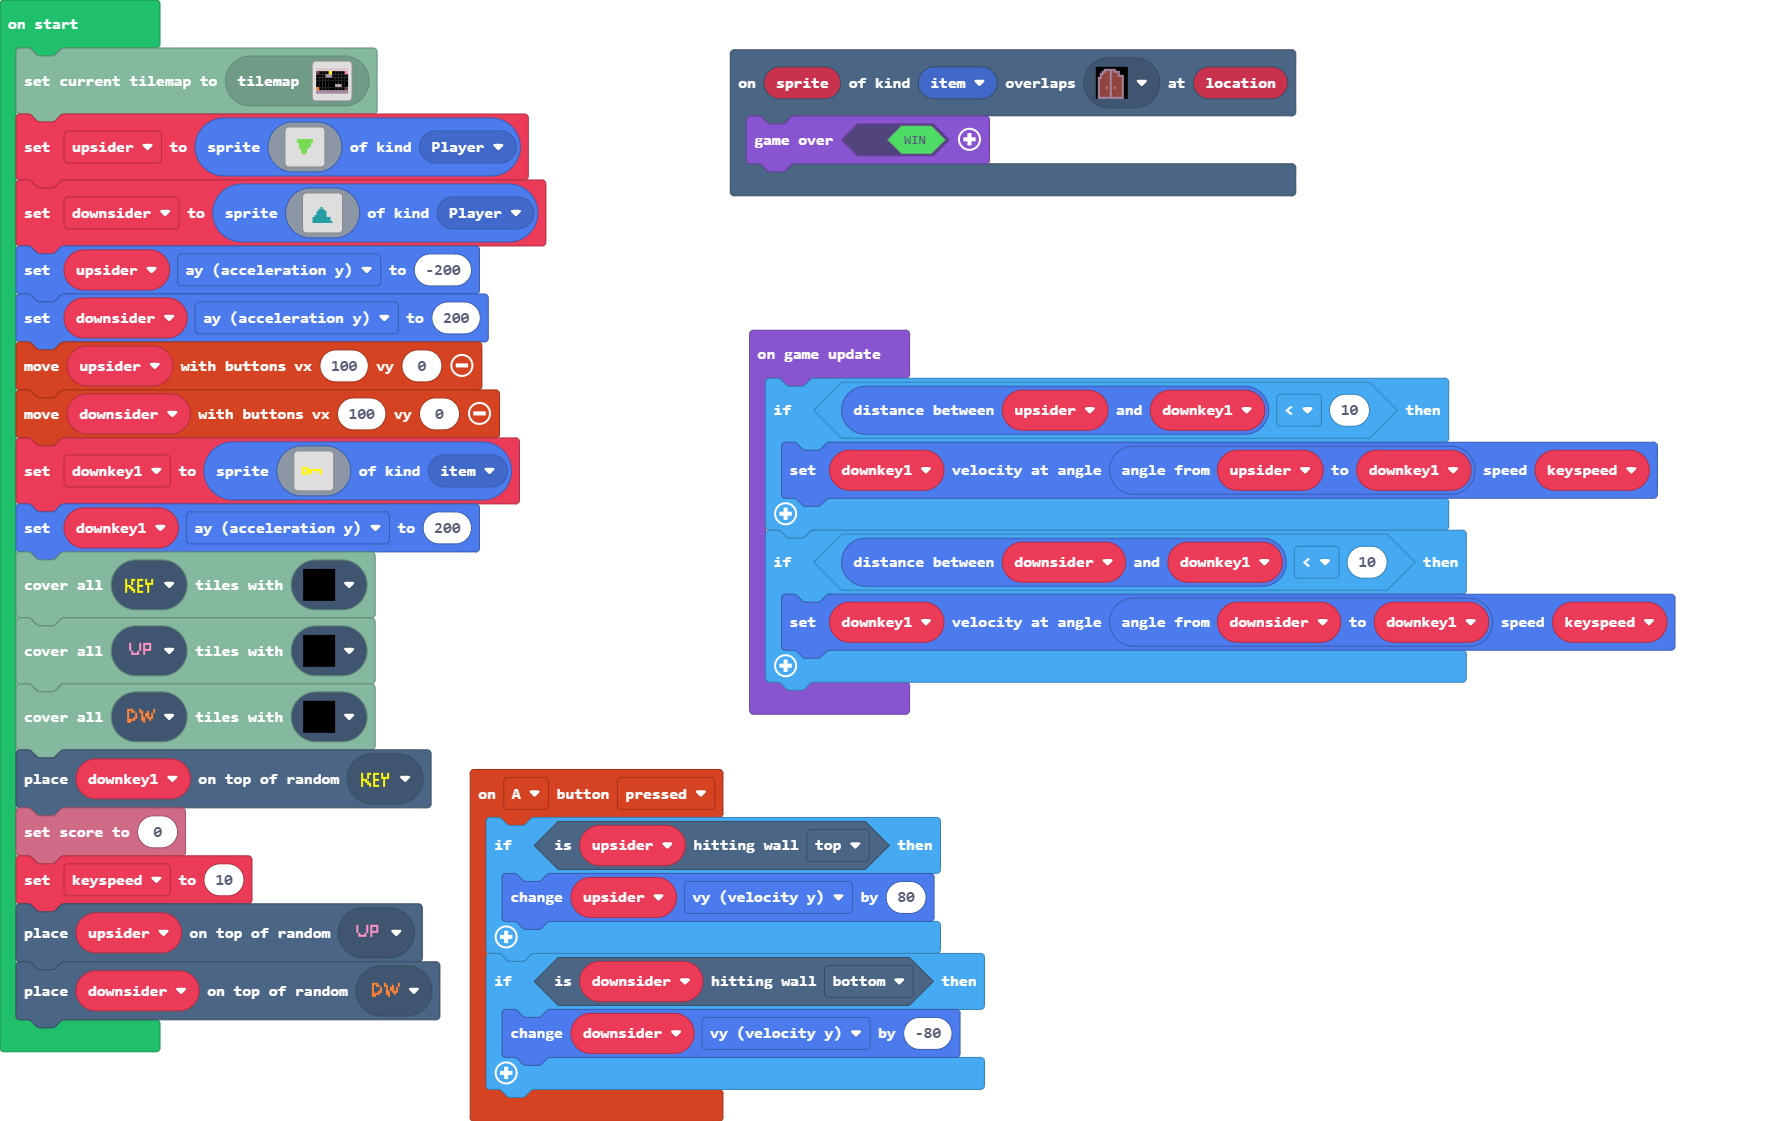 on start
set current tilemap to tilemap
set upsider to sprite of kind Player
set downsider to sprite of kind Player
set upsider ay (acceleration y) to -200
set downsider ay (acceleration y) to 200
move upsider with buttons vx 100 vy 0
move downsider with buttons vx 100 vy 0
set downkey1 to sprite of kind item
set downkey1 ay (acceleration y) to 200
cover all KEY tiles with
cover all UP tiles with
cover all DW tiles with
place downkey1 on top of random KEY
set score to 0
set keyspeed to 10
place upsider on top of random UP
place downsider on top of random DW
on sprite of kind item overlaps at location
game over WIN
on game update
if distance between upsider and downkey1 < 10 then
set downkey1 velocity at angle angle from upsider to downkey1 speed keyspeed
if distance between downsider and downkey1 < 10 then
set downkey1 velocity at angle angle from downsider to downkey1 speed keyspeed
on A button pressed
if is upsider hitting wall top then
change upsider vy (velocity y) by 80
if is downsider hitting wall bottom then
change downsider vy (velocity y) by -80